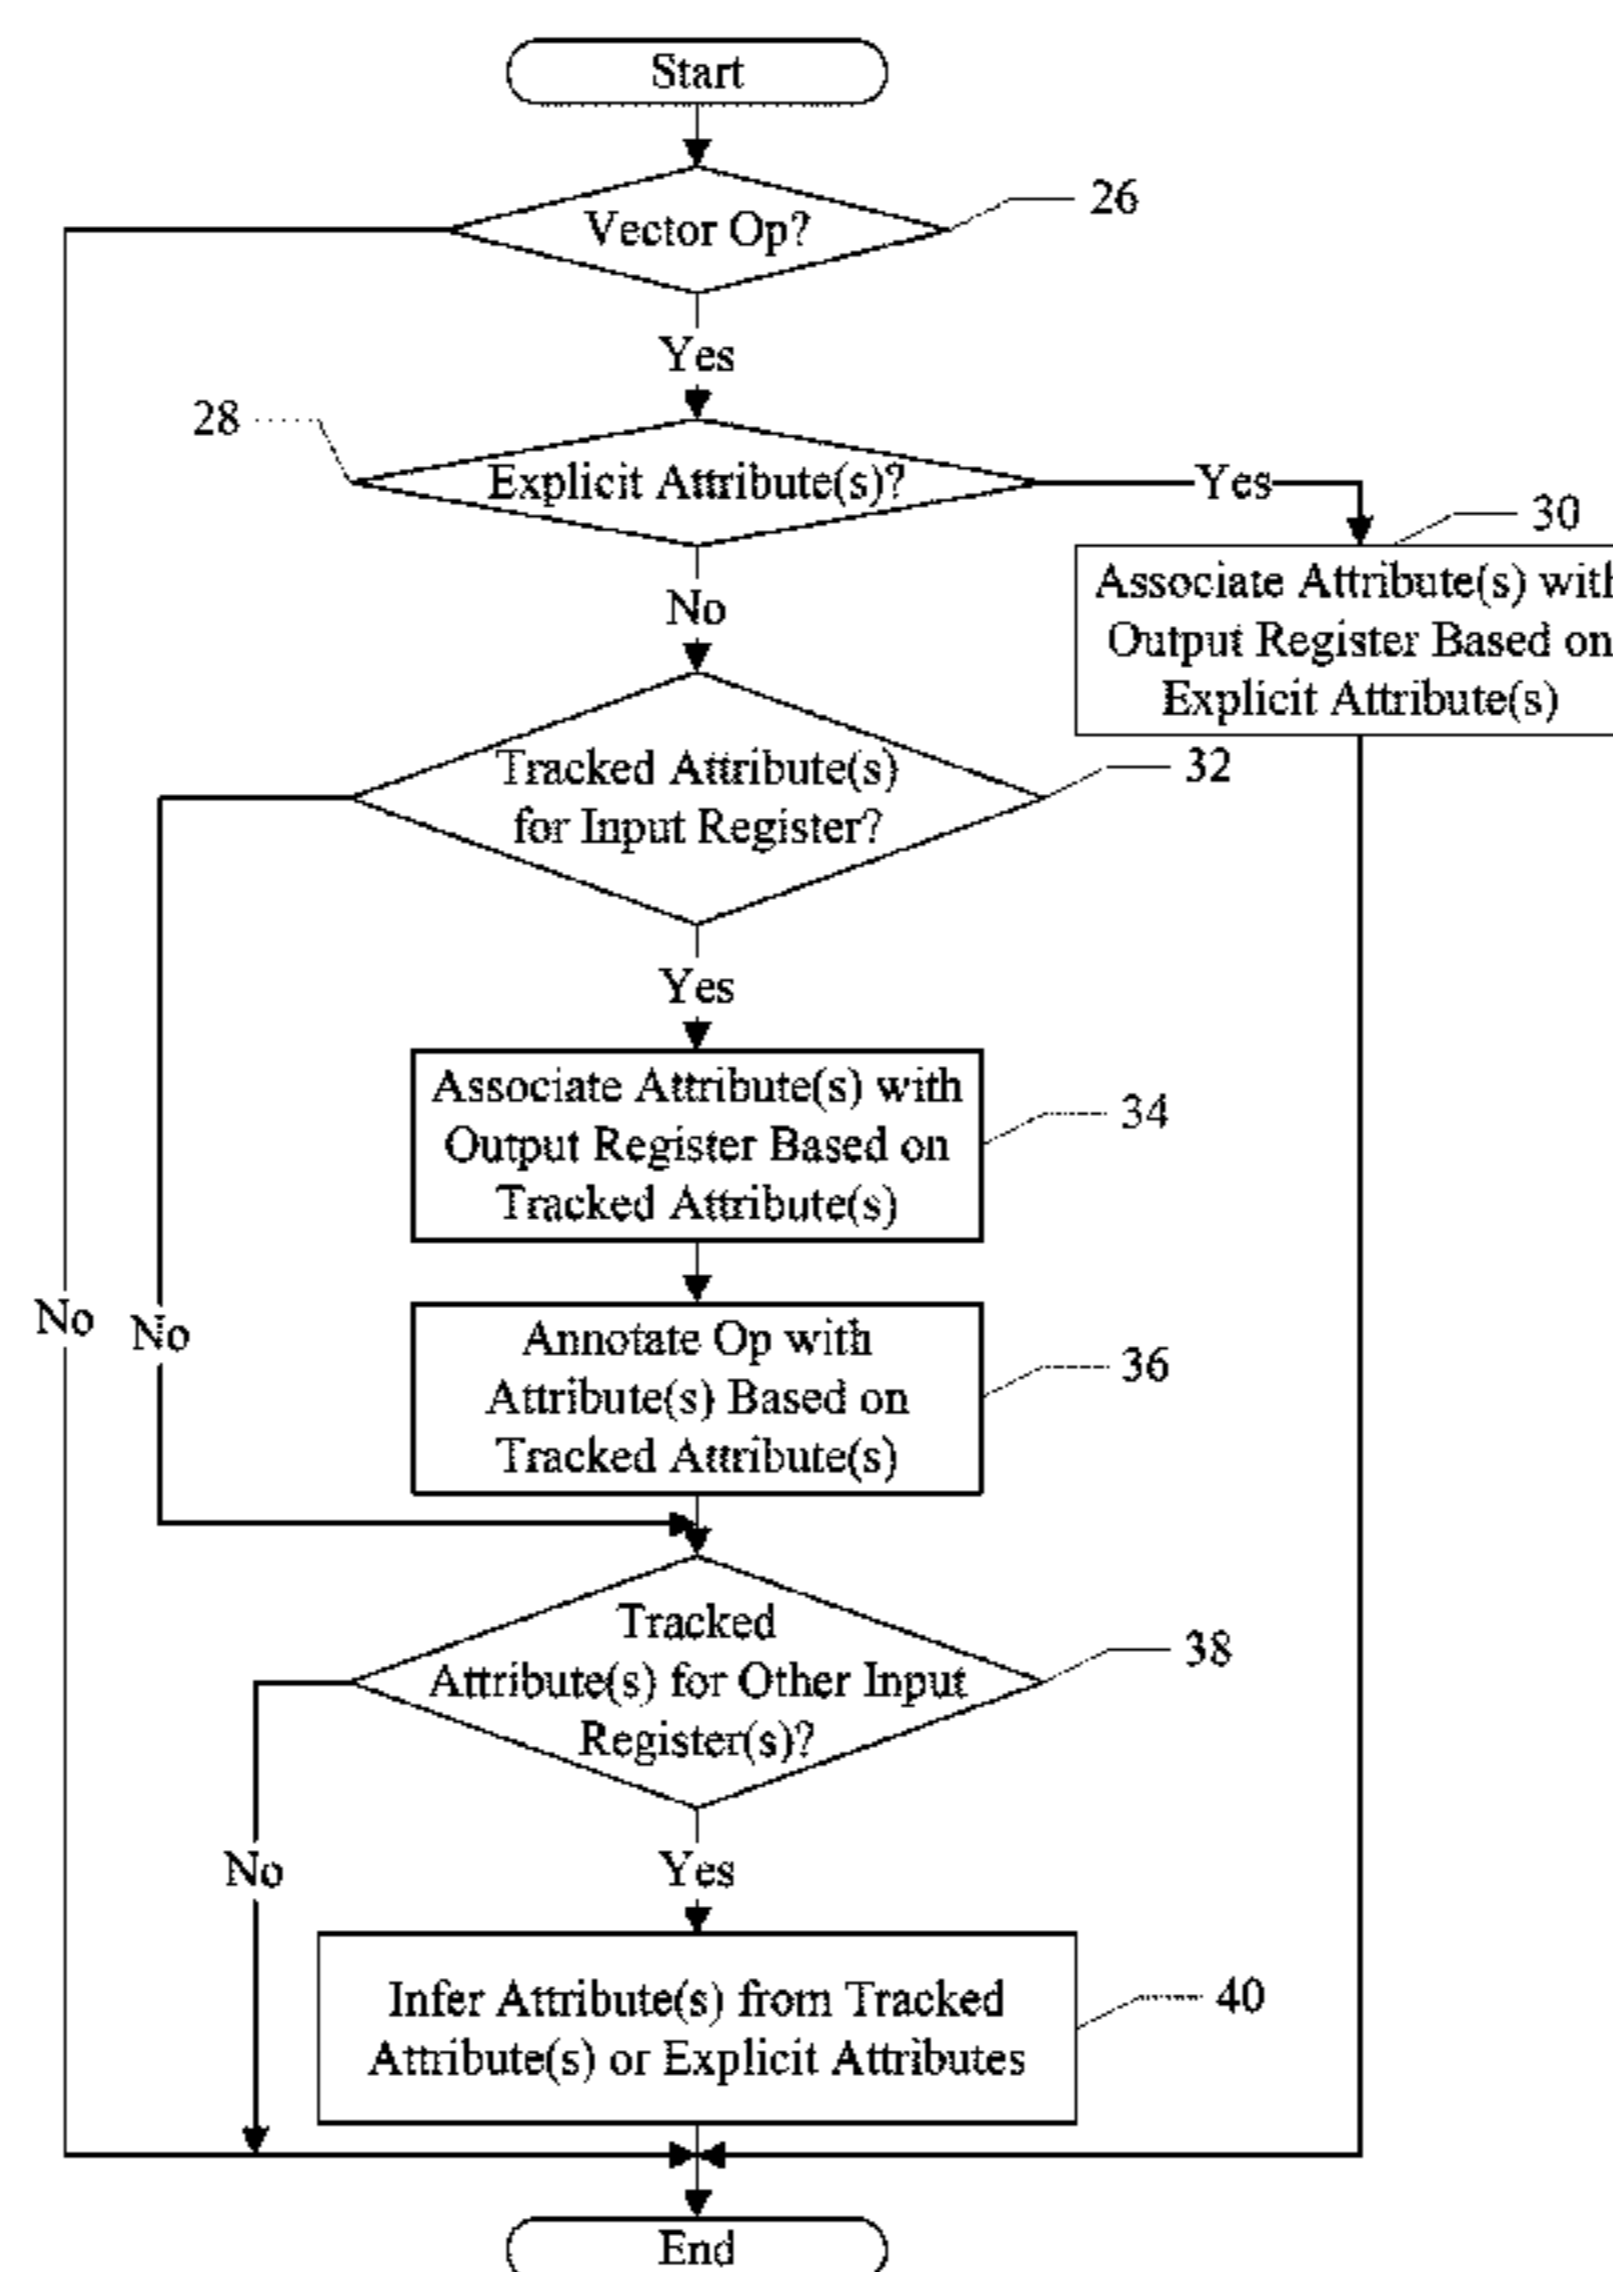 Start
Vector Op?
26
Yes
28
Explicit Attribute(s)?
Yes
30
Associate Attribute(s) with
Output Register Based on
Explicit Attribute(s)
No
Tracked Attribute(s)
for Input Register?
32
Yes
Associate Attribute(s) with
Output Register Based on
Tracked Attribute(s)
34
No
No
Annotate Op with
Attribute(s) Based on
Tracked Attribute(s)
36
Tracked
Attribute(s) for Other Input
Register(s)?
38
No
Yes
Infer Attribute(s) from Tracked
Attribute(s) or Explicit Attributes
40
End